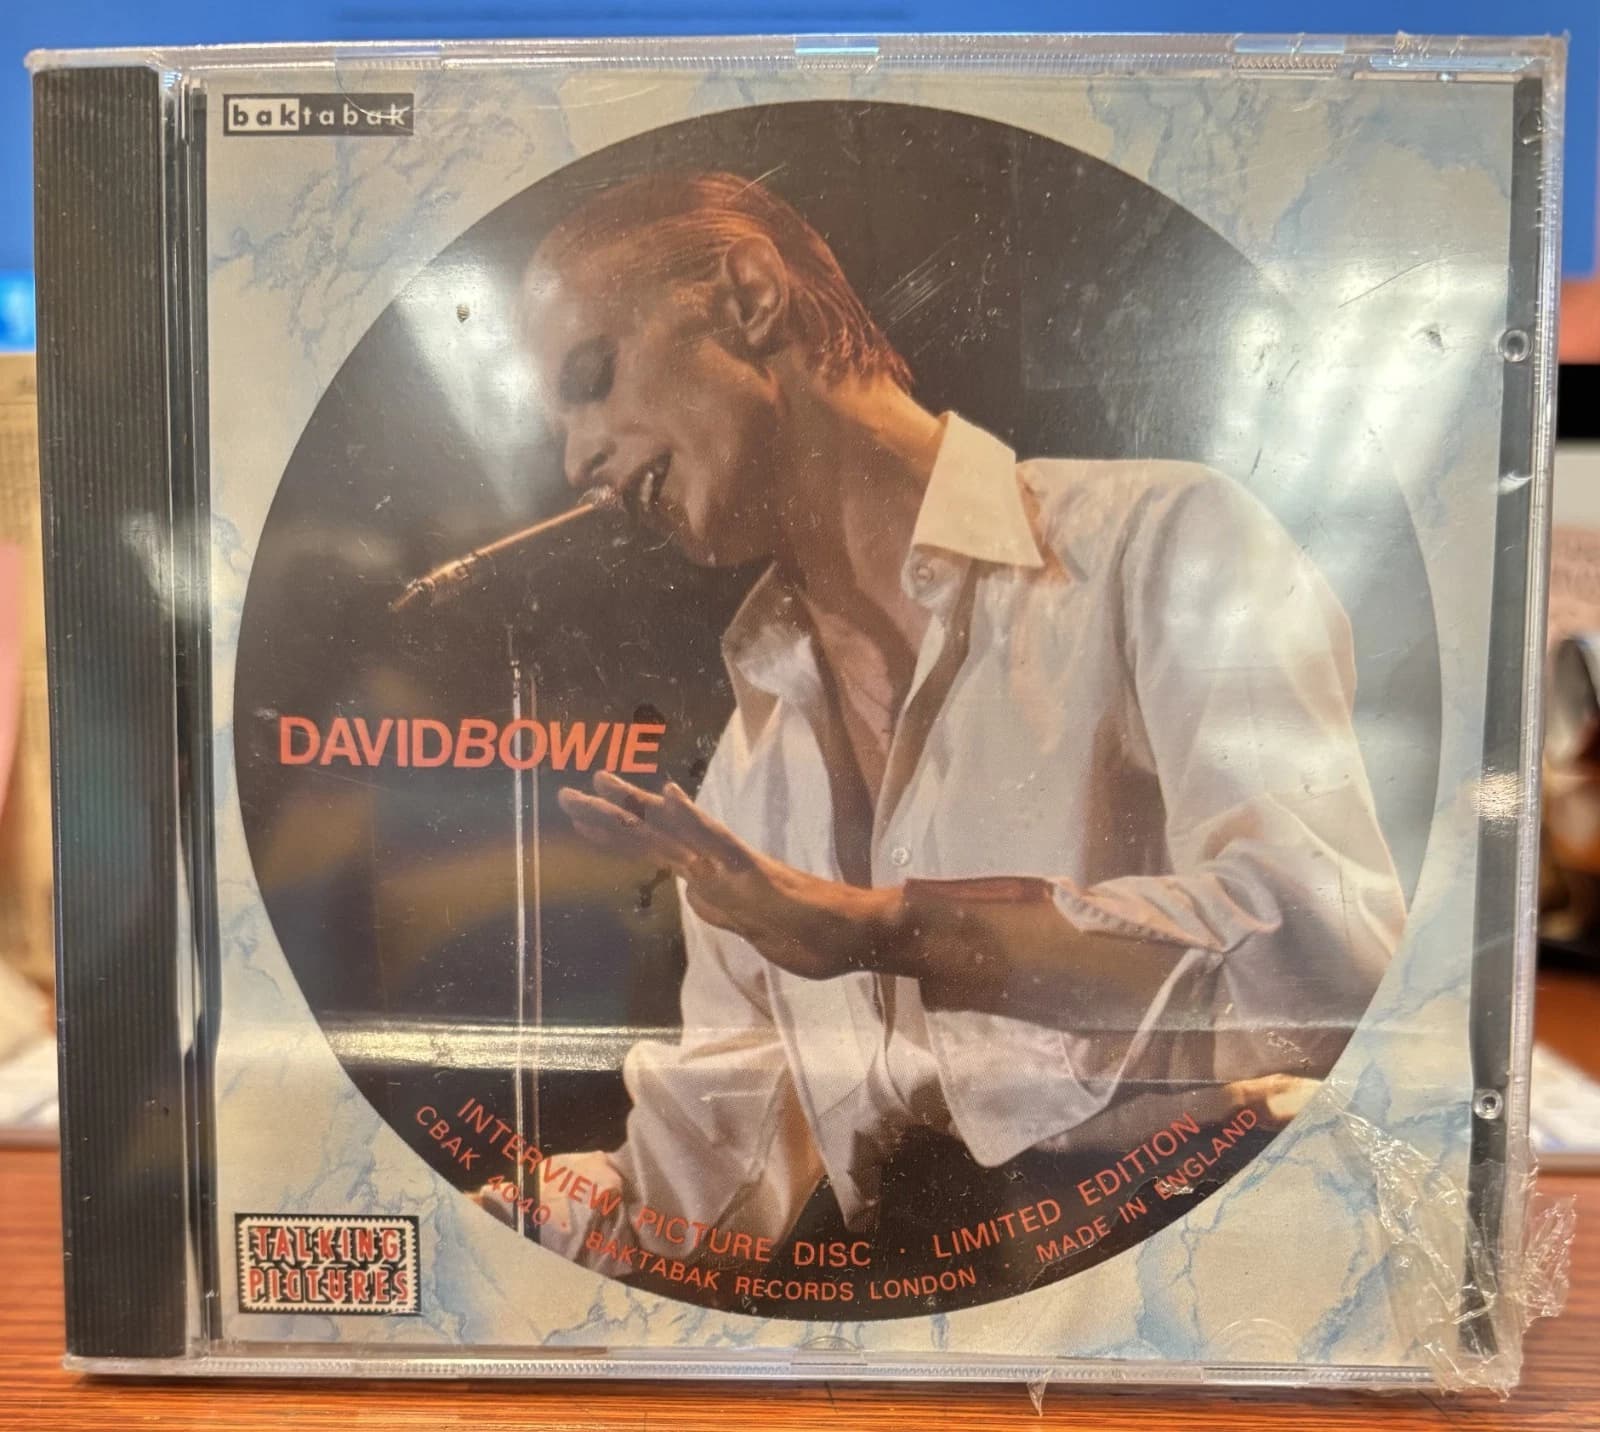 baktabak
DAVIDBOWIE
INTERVIEW PICTURE DISC · LIMITED EDITION
CBAK 4040 · BAKTABAK RECORDS LONDON · MADE IN ENGLAND
TALKING
PICTURES